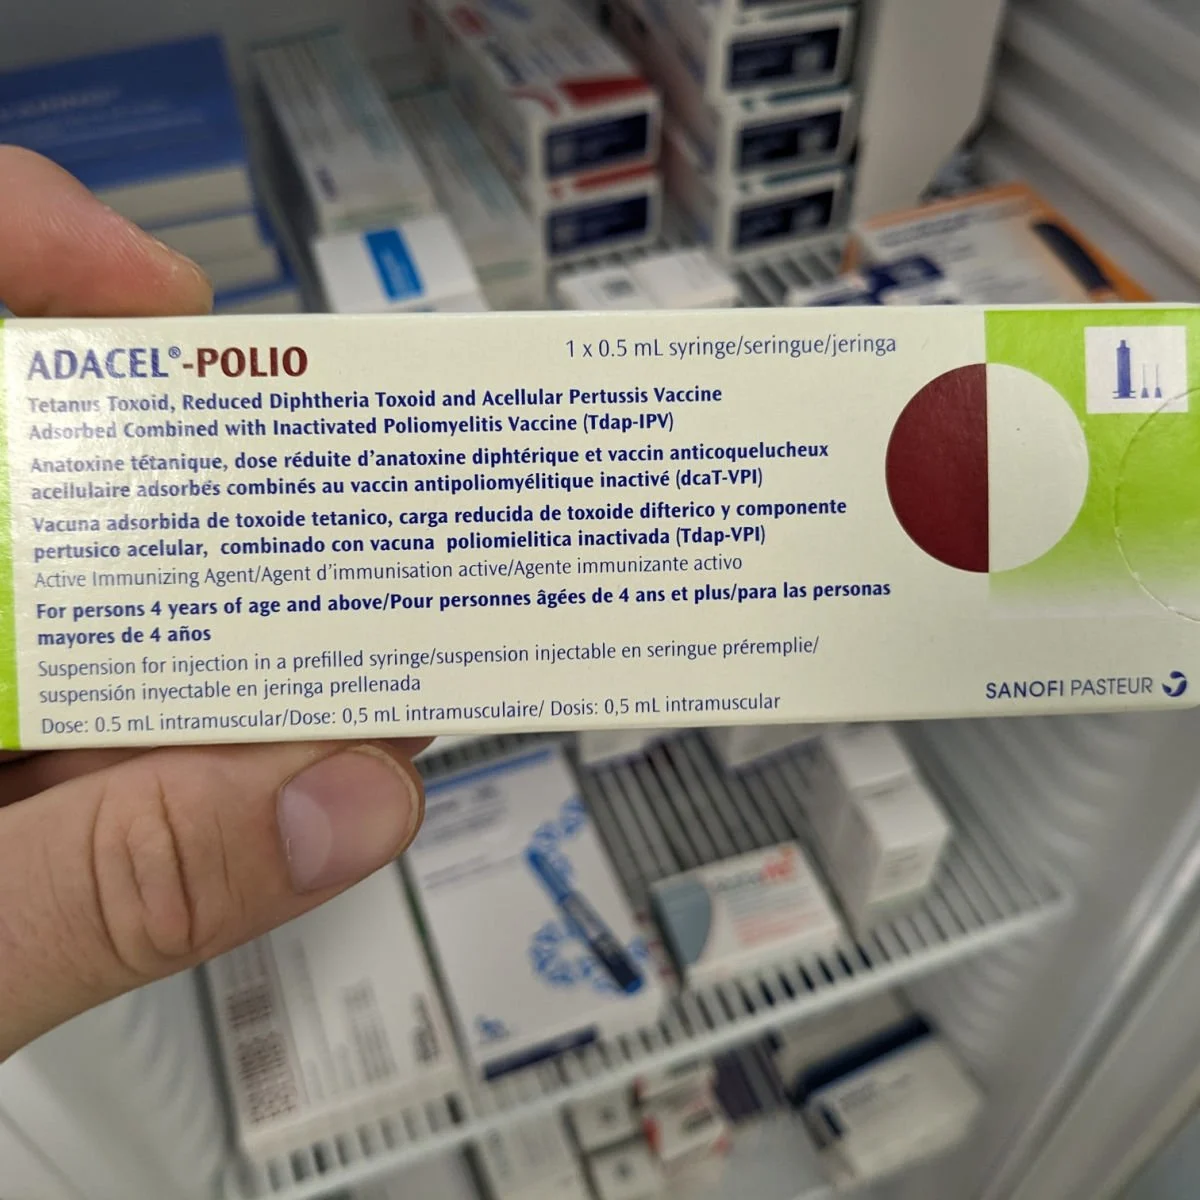 ADACEL®-POLIO
1 x 0.5 mL syringe/seringue/jeringa
Tetanus Toxoid, Reduced Diphtheria Toxoid and Acellular Pertussis Vaccine
Adsorbed Combined with Inactivated Poliomyelitis Vaccine (Tdap-IPV)
Anatoxine tétanique, dose réduite d'anatoxine diphtérique et vaccin anticoquelucheux
acellulaire adsorbés combinés au vaccin antipoliomyélitique inactivé (dcaT-VPI)
Vacuna adsorbida de toxoide tetanico, carga reducida de toxoide difterico y componente
pertusico acelular, combinado con vacuna poliomielitica inactivada (Tdap-VPI)
Active Immunizing Agent/Agent d'immunisation active/Agente immunizante activo
For persons 4 years of age and above/Pour personnes âgées de 4 ans et plus/para las personas
mayores de 4 años
Suspension for injection in a prefilled syringe/suspension injectable en seringue préremplie/
suspensión inyectable en jeringa prellenada
Dose: 0.5 mL intramuscular/Dose: 0,5 mL intramusculaire/ Dosis: 0,5 mL intramuscular
SANOFI PASTEUR